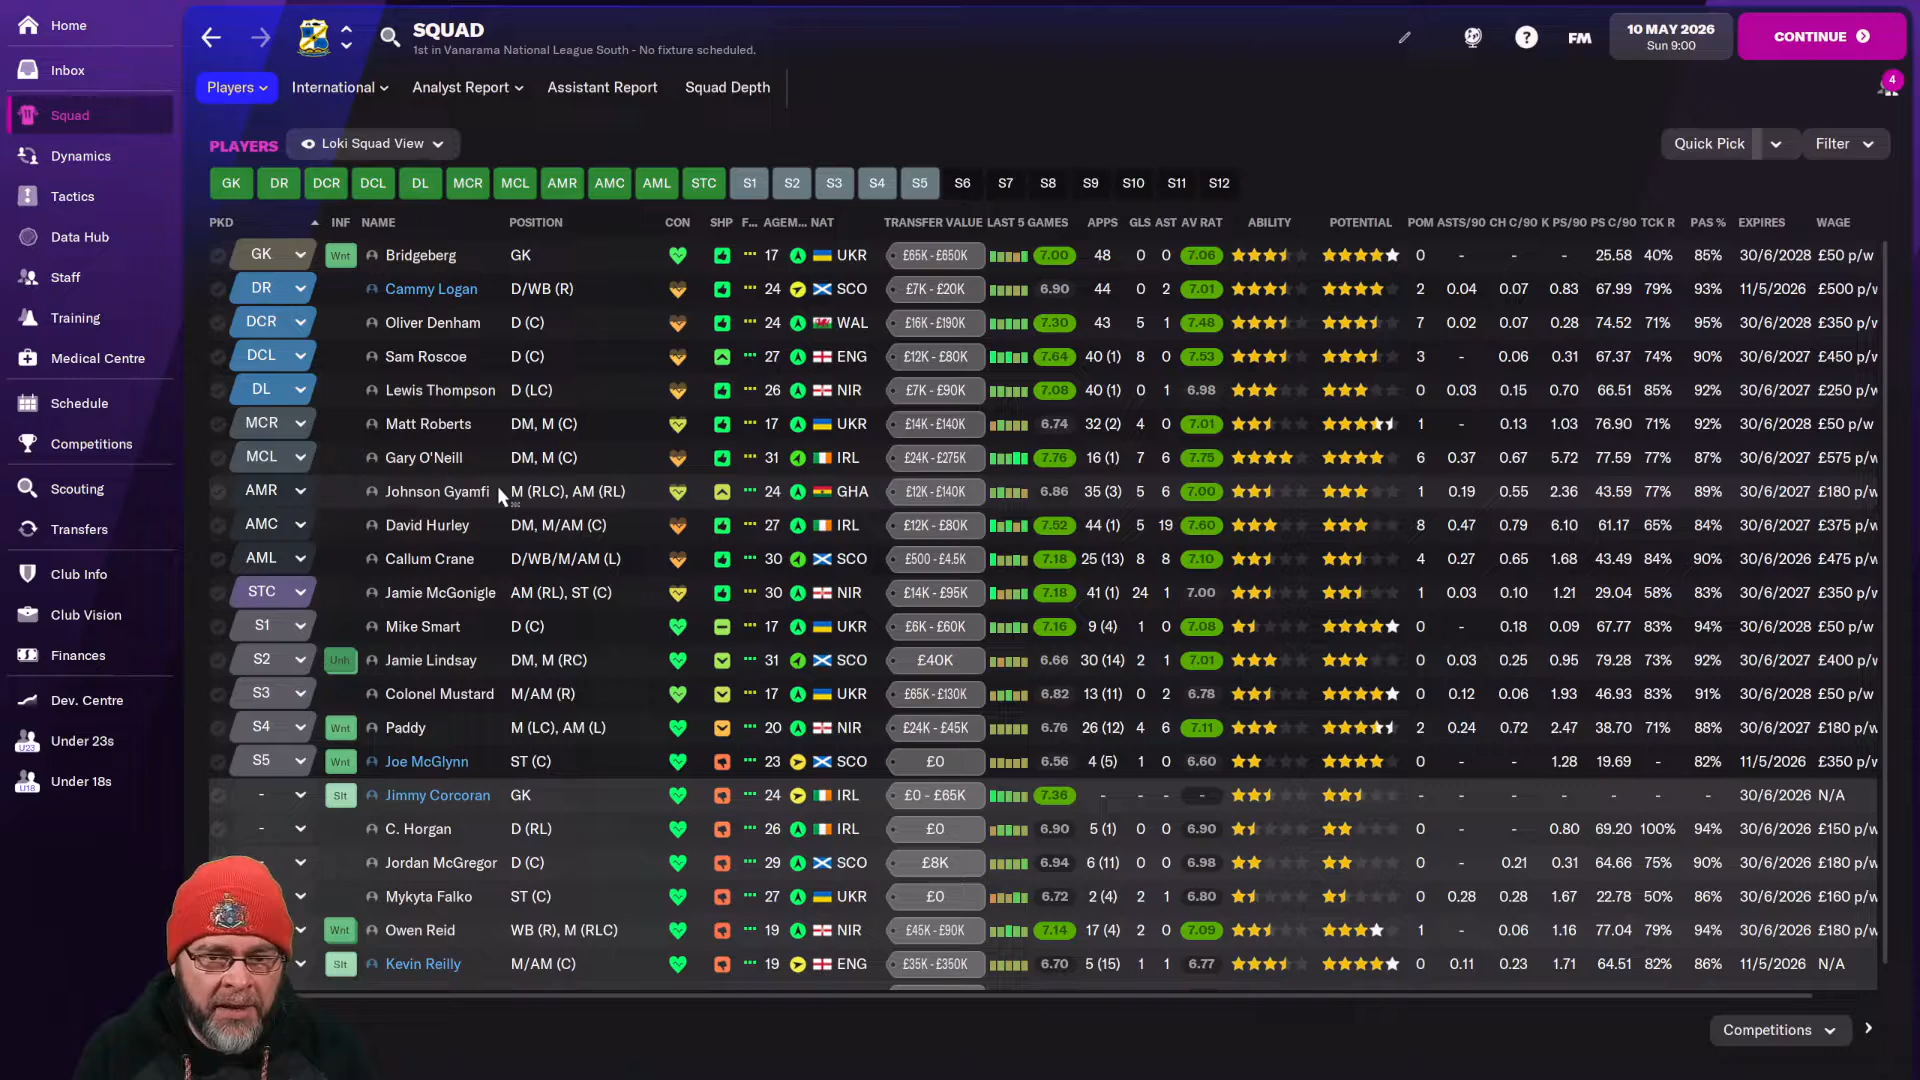 Home
Inbox
Squad
Dynamics
Tactics
Data Hub
Staff
Training
Medical Centre
Schedule
Competitions
Scouting
Transfers
Club Info
Club Vision
Finances
Dev. Centre
Under 23s
Under 18s
U23
U18
SQUAD
1st in Vanarama National League South - No fixture scheduled.
? FM 10 MAY 2026 Sun 9:00 CONTINUE
4
Players International Analyst Report Assistant Report Squad Depth
PLAYERS Loki Squad View Quick Pick Filter
GK DR DCR DCL DL MCR MCL AMR AMC AML STC S1 S2 S3 S4 S5 S6 S7 S8 S9 S10 S11 S12
PKD INF NAME POSITION CON SHP F... AGE M... NAT TRANSFER VALUE LAST 5 GAMES APPS GLS AST AV RAT ABILITY POTENTIAL POM ASTS/90 CH C/90 K PS/90 PS C/90 TCK R PAS % EXPIRES WAGE
GK Wnt Bridgeberg GK 17 UKR £65K - £650K 7.00 48 0 0 7.06 0 - - - 25.58 40% 85% 30/6/2028 £50 p/w
DR Cammy Logan D/WB (R) 24 SCO £7K - £20K 6.90 44 0 2 7.01 2 0.04 0.07 0.83 67.99 79% 93% 11/5/2026 £500 p/w
DCR Oliver Denham D (C) 24 WAL £16K - £190K 7.30 43 5 1 7.48 7 0.02 0.07 0.28 74.52 71% 95% 30/6/2028 £350 p/w
DCL Sam Roscoe D (C) 27 ENG £12K - £80K 7.64 40 (1) 8 0 7.53 3 - 0.06 0.31 67.37 74% 90% 30/6/2027 £450 p/w
DL Lewis Thompson D (LC) 26 NIR £7K - £90K 7.08 40 (1) 0 1 6.98 0 0.03 0.15 0.70 66.51 85% 92% 30/6/2027 £250 p/w
MCR Matt Roberts DM, M (C) 17 UKR £14K - £140K 6.74 32 (2) 4 0 7.01 1 - 0.13 1.03 76.90 71% 92% 30/6/2028 £50 p/w
MCL Gary O'Neill DM, M (C) 31 IRL £24K - £275K 7.76 16 (1) 7 6 7.75 6 0.37 0.67 5.72 77.59 77% 87% 30/6/2027 £575 p/w
AMR Johnson Gyamfi M (RLC), AM (RL) 24 GHA £12K - £140K 6.86 35 (3) 5 6 7.00 1 0.19 0.55 2.36 43.59 77% 89% 30/6/2027 £180 p/w
AMC David Hurley DM, M/AM (C) 27 IRL £12K - £80K 7.52 44 (1) 5 19 7.60 8 0.47 0.79 6.10 61.17 65% 84% 30/6/2027 £375 p/w
AML Callum Crane D/WB/M/AM (L) 30 SCO £500 - £4.5K 7.18 25 (13) 8 8 7.10 4 0.27 0.65 1.68 43.49 84% 90% 30/6/2026 £475 p/w
STC Jamie McGonigle AM (RL), ST (C) 30 NIR £14K - £95K 7.18 41 (1) 24 1 7.00 1 0.03 0.10 1.21 29.04 58% 83% 30/6/2027 £350 p/w
S1 Mike Smart D (C) 17 UKR £6K - £60K 7.16 9 (4) 1 0 7.08 0 - 0.18 0.09 67.77 83% 94% 30/6/2028 £50 p/w
S2 Unh Jamie Lindsay DM, M (RC) 31 SCO £40K 6.66 30 (14) 2 1 7.01 0 0.03 0.25 0.95 79.28 73% 92% 30/6/2027 £400 p/w
S3 Colonel Mustard M/AM (R) 17 UKR £65K - £130K 6.82 13 (11) 0 2 6.78 0 0.12 0.06 1.93 46.93 83% 91% 30/6/2028 £50 p/w
S4 Wnt Paddy M (LC), AM (L) 20 NIR £24K - £45K 6.76 26 (12) 4 6 7.11 2 0.24 0.72 2.47 38.70 71% 88% 30/6/2027 £180 p/w
S5 Wnt Joe McGlynn ST (C) 23 SCO £0 6.56 4 (5) 1 0 6.60 0 - - 1.28 19.69 - 82% 11/5/2026 £350 p/w
- Slt Jimmy Corcoran GK 24 IRL £0 - £65K 7.36 - - - - 0 - - - - - - 30/6/2026 N/A
- C. Horgan D (RL) 26 IRL £0 6.90 5 (1) 0 0 6.90 0 - - 0.80 69.20 100% 94% 30/6/2026 £150 p/w
- Jordan McGregor D (C) 29 SCO £8K 6.94 6 (11) 0 0 6.98 0 - 0.21 0.31 64.66 75% 90% 30/6/2026 £180 p/w
Mykyta Falko ST (C) 27 UKR £0 6.72 2 (4) 2 1 6.80 0 0.28 0.28 1.67 22.78 50% 86% 30/6/2026 £160 p/w
Wnt Owen Reid WB (R), M (RLC) 19 NIR £45K - £90K 7.14 17 (4) 2 0 7.09 1 - 0.06 1.16 77.04 79% 94% 30/6/2026 £180 p/w
Slt Kevin Reilly M/AM (C) 19 ENG £35K - £350K 6.70 5 (15) 1 1 6.77 0 0.11 0.23 1.71 64.51 82% 86% 11/5/2026 N/A
Competitions